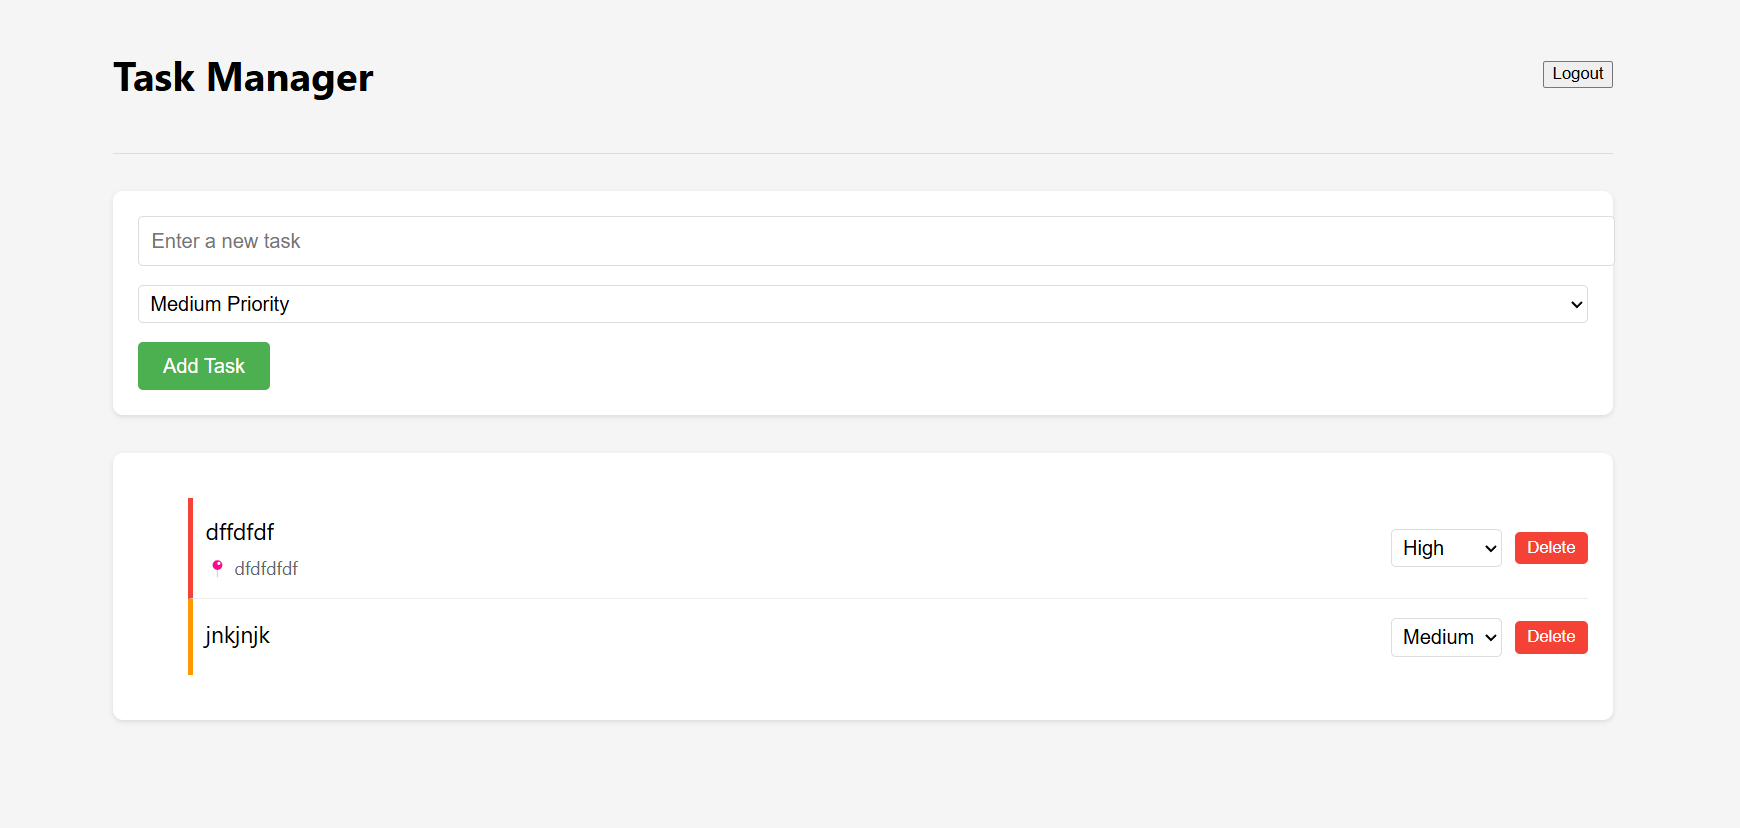 Task Manager
Logout
Enter a new task
Medium Priority
Add Task
dffdfdf
High
Delete
dfdfdfdf
jnkjnjk
Medium
Delete